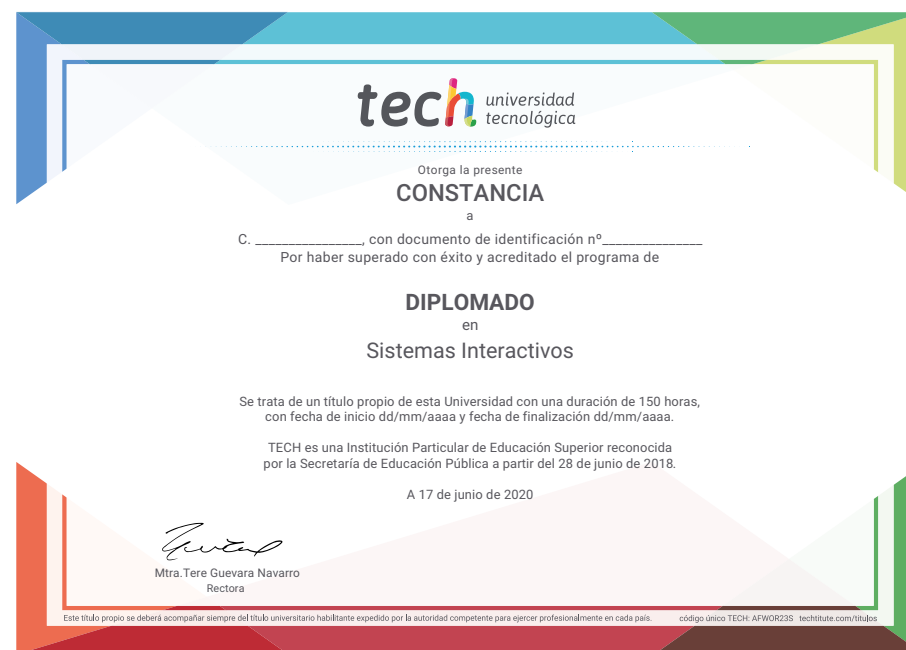 tech universidad
tecnológica
Otorga la presente
CONSTANCIA
a
C. ________________, con documento de identificación nº_______________
Por haber superado con éxito y acreditado el programa de
DIPLOMADO
en
Sistemas Interactivos
Se trata de un título propio de esta Universidad con una duración de 150 horas,
con fecha de inicio dd/mm/aaaa y fecha de finalización dd/mm/aaaa.
TECH es una Institución Particular de Educación Superior reconocida
por la Secretaría de Educación Pública a partir del 28 de junio de 2018.
A 17 de junio de 2020
Mtra.Tere Guevara Navarro
Rectora
Este título propio se deberá acompañar siempre del título universitario habilitante expedido por la autoridad competente para ejercer profesionalmente en cada país. código único TECH: AFWOR23S techtitute.com/titulos